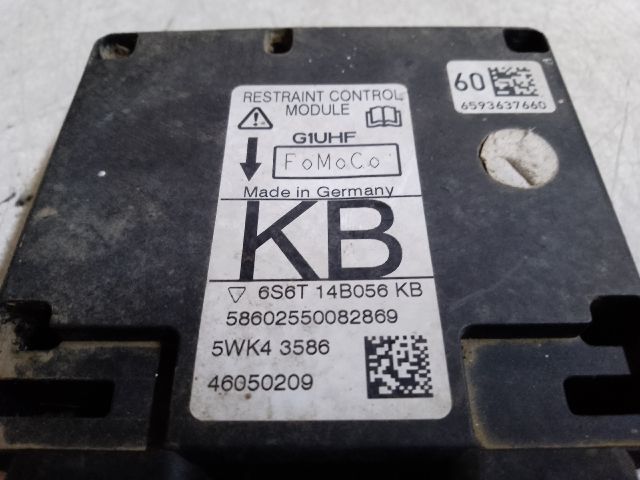 RESTRAINT CONTROL
MODULE
G1UHF
FoMoCo
Made in Germany
KB
6S6T 14B056 KB
58602550082869
5WK4 3586
46050209
60
6593637660